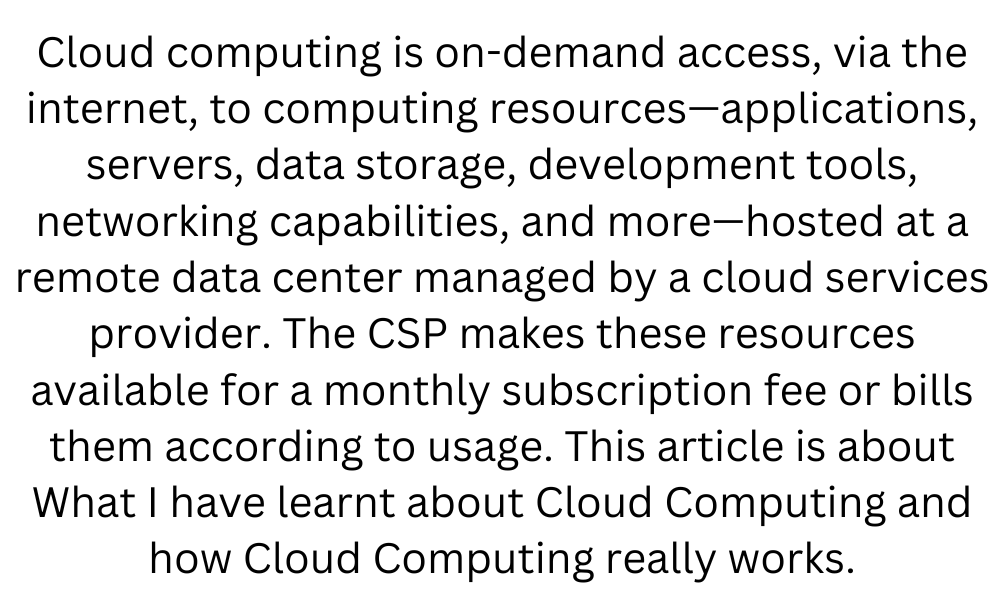 Cloud computing is on-demand access, via the
internet, to computing resources—applications,
servers, data storage, development tools,
networking capabilities, and more—hosted at a
remote data center managed by a cloud services
provider. The CSP makes these resources
available for a monthly subscription fee or bills
them according to usage. This article is about
What I have learnt about Cloud Computing and
how Cloud Computing really works.